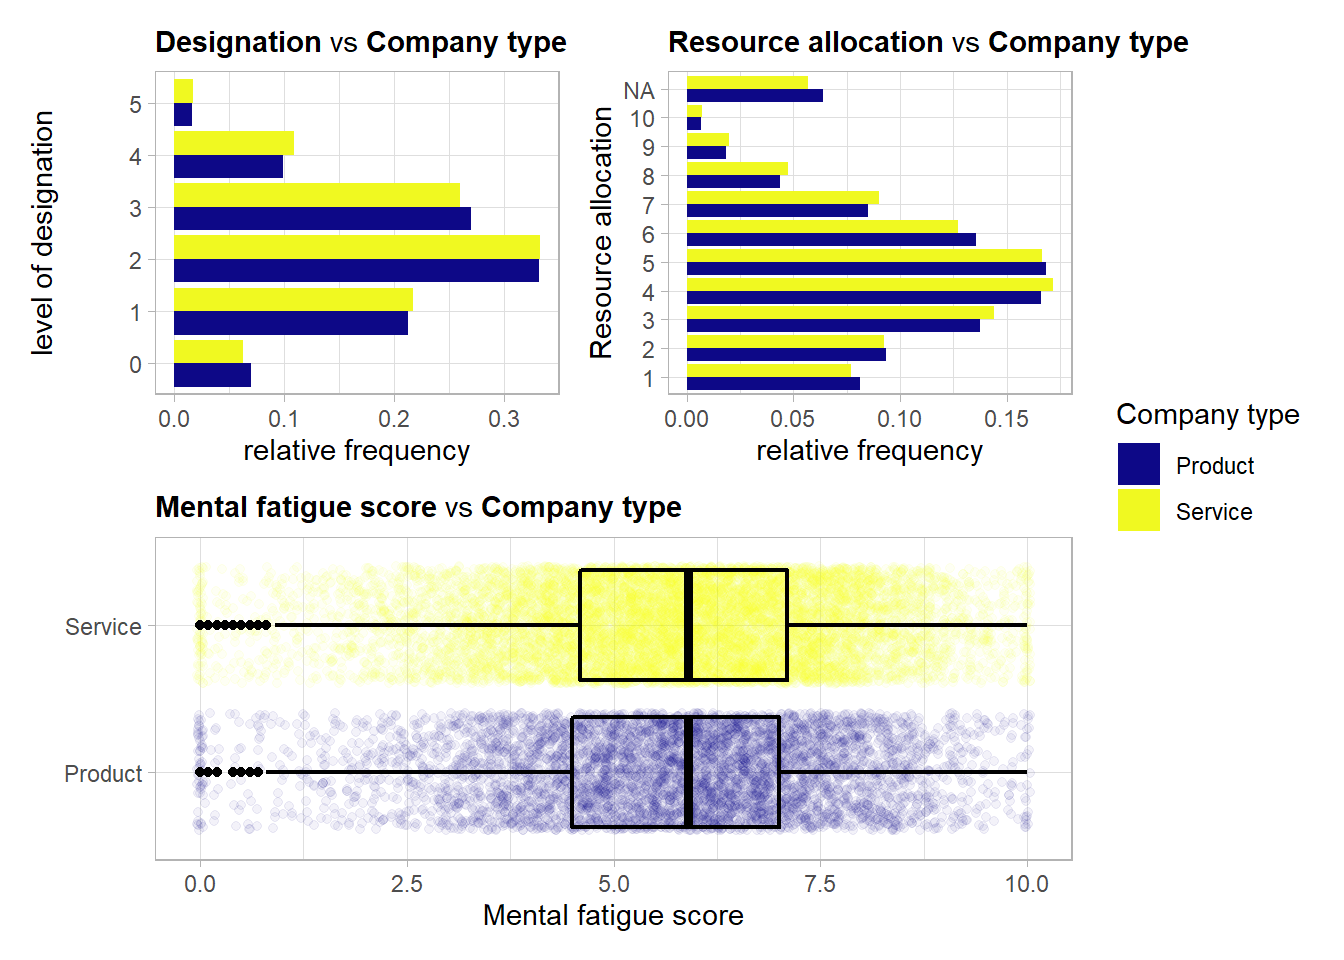 Designation vs Company type
level of designation
5
4
3
2
1
0
0.0 0.1 0.2 0.3
relative frequency
Resource allocation vs Company type
Resource allocation
NA
10
9
8
7
6
5
4
3
2
1
0.00 0.05 0.10 0.15
relative frequency
Company type
Product
Service
Mental fatigue score vs Company type
Service
Product
0.0 2.5 5.0 7.5 10.0
Mental fatigue score